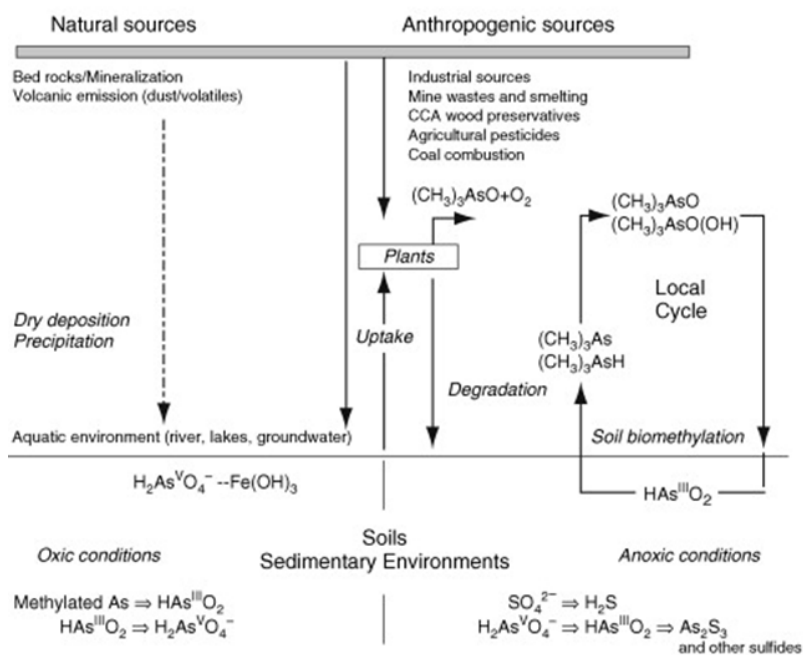 Natural sources
Anthropogenic sources
Bed rocks/Mineralization
Volcanic emission (dust/volatiles)
Industrial sources
Mine wastes and smelting
CCA wood preservatives
Agricultural pesticides
Coal combustion
(CH₃)₃AsO+O₂
(CH₃)₃AsO
(CH₃)₃AsO(OH)
Plants
Local
Cycle
Dry deposition
Precipitation
Uptake
(CH₃)₃As
(CH₃)₃AsH
Degradation
Aquatic environment (river, lakes, groundwater)
Soil biomethylation
H₂AsⱽO₄⁻ --Fe(OH)₃
HAsᴵᴵᴵO₂
Soils
Sedimentary Environments
Oxic conditions
Anoxic conditions
Methylated As ⇒ HAsᴵᴵᴵO₂
HAsᴵᴵᴵO₂ ⇒ H₂AsⱽO₄⁻
SO₄²⁻ ⇒ H₂S
H₂AsⱽO₄⁻ ⇒ HAsᴵᴵᴵO₂ ⇒ As₂S₃
and other sulfides